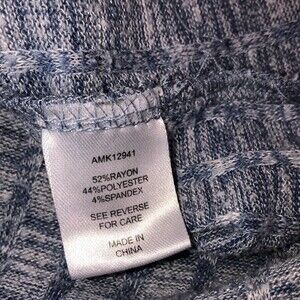 AMK12941
52%RAYON
44%POLYESTER
4%SPANDEX
SEE REVERSE
FOR CARE
MADE IN
CHINA